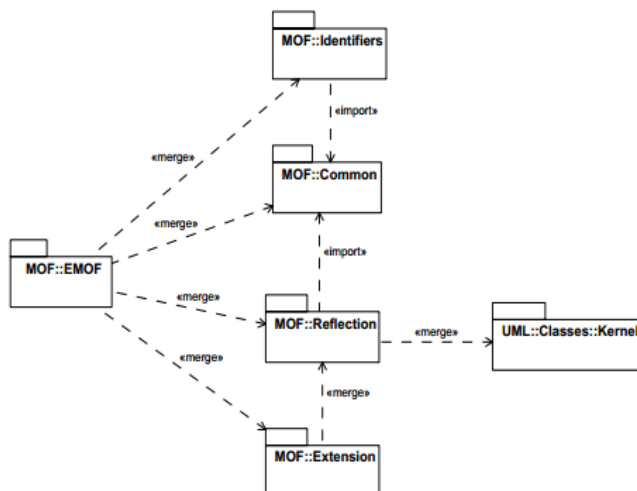 MOF::Identifiers
«import»
«merge»
MOF::Common
«merge»
MOF::EMOF
«import»
«merge»
MOF::Reflection
«merge»
UML::Classes::Kernel
«merge»
«merge»
MOF::Extension